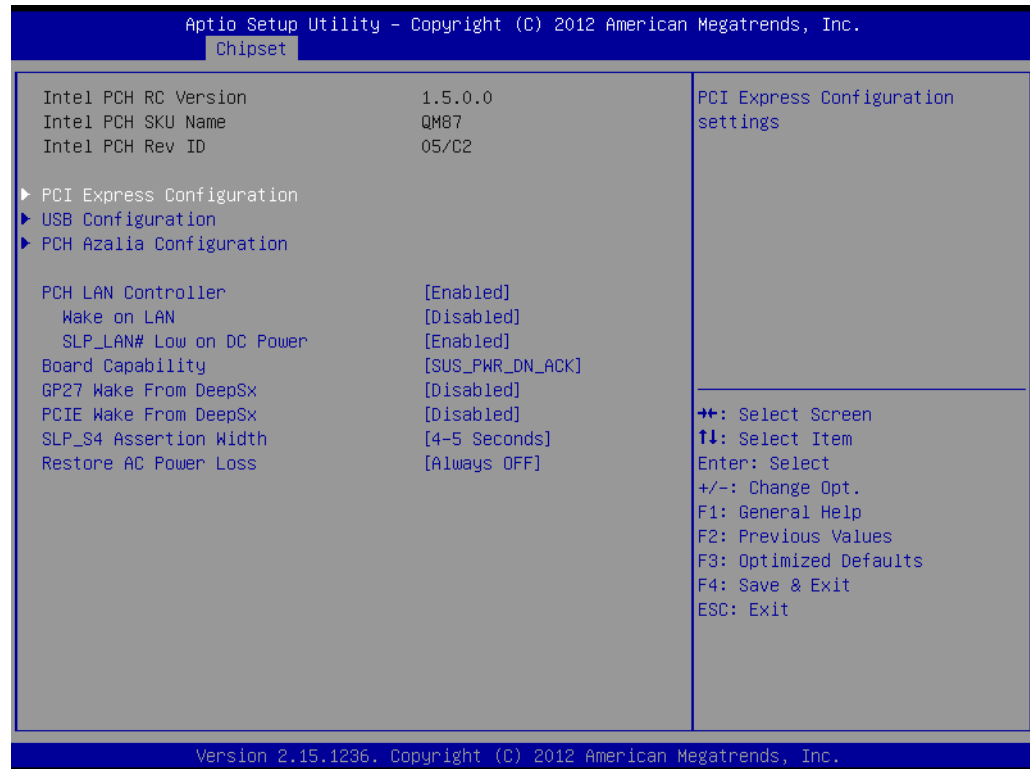 Aptio Setup Utility – Copyright (C) 2012 American Megatrends, Inc.
Chipset
Intel PCH RC Version 1.5.0.0
Intel PCH SKU Name QM87
Intel PCH Rev ID 05/C2
▶ PCI Express Configuration
▶ USB Configuration
▶ PCH Azalia Configuration
PCH LAN Controller [Enabled]
Wake on LAN [Disabled]
SLP_LAN# Low on DC Power [Enabled]
Board Capability [SUS_PWR_DN_ACK]
GP27 Wake From DeepSx [Disabled]
PCIE Wake From DeepSx [Disabled]
SLP_S4 Assertion Width [4-5 Seconds]
Restore AC Power Loss [Always OFF]
PCI Express Configuration
settings
→←: Select Screen
↑↓: Select Item
Enter: Select
+/-: Change Opt.
F1: General Help
F2: Previous Values
F3: Optimized Defaults
F4: Save & Exit
ESC: Exit
Version 2.15.1236. Copyright (C) 2012 American Megatrends, Inc.